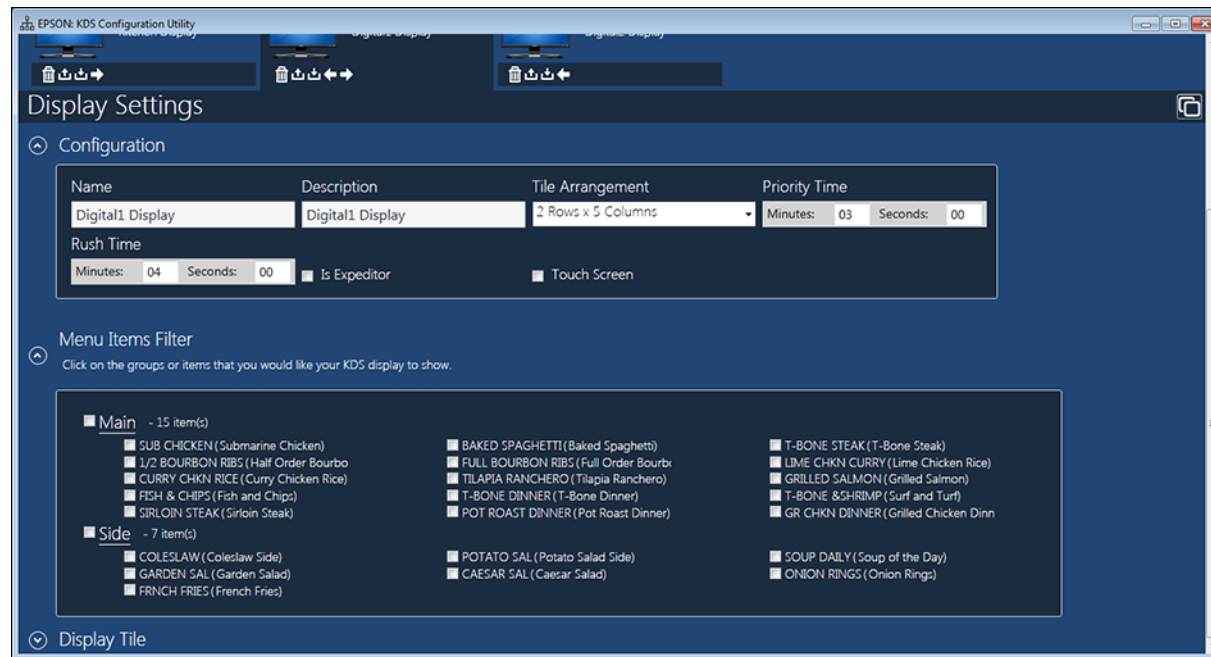 EPSON: KDS Configuration Utility
Kitchen Display Digital1 Display Digital2 Display
Display Settings
Configuration
Name Description Tile Arrangement Priority Time
Digital1 Display Digital1 Display 2 Rows x 5 Columns Minutes: 03 Seconds: 00
Rush Time
Minutes: 04 Seconds: 00 Is Expeditor Touch Screen
Menu Items Filter
Click on the groups or items that you would like your KDS display to show.
Main - 15 item(s)
SUB CHICKEN (Submarine Chicken) BAKED SPAGHETTI (Baked Spaghetti) T-BONE STEAK (T-Bone Steak)
1/2 BOURBON RIBS (Half Order Bourbo FULL BOURBON RIBS (Full Order Bourbc LIME CHKN CURRY (Lime Chicken Rice)
CURRY CHKN RICE (Curry Chicken Rice) TILAPIA RANCHERO (Tilapia Ranchero) GRILLED SALMON (Grilled Salmon)
FISH & CHIPS (Fish and Chips) T-BONE DINNER (T-Bone Dinner) T-BONE &SHRIMP (Surf and Turf)
SIRLOIN STEAK (Sirloin Steak) POT ROAST DINNER (Pot Roast Dinner) GR CHKN DINNER (Grilled Chicken Dinn
Side - 7 item(s)
COLESLAW (Coleslaw Side) POTATO SAL (Potato Salad Side) SOUP DAILY (Soup of the Day)
GARDEN SAL (Garden Salad) CAESAR SAL (Caesar Salad) ONION RINGS (Onion Rings)
FRNCH FRIES (French Fries)
Display Tile